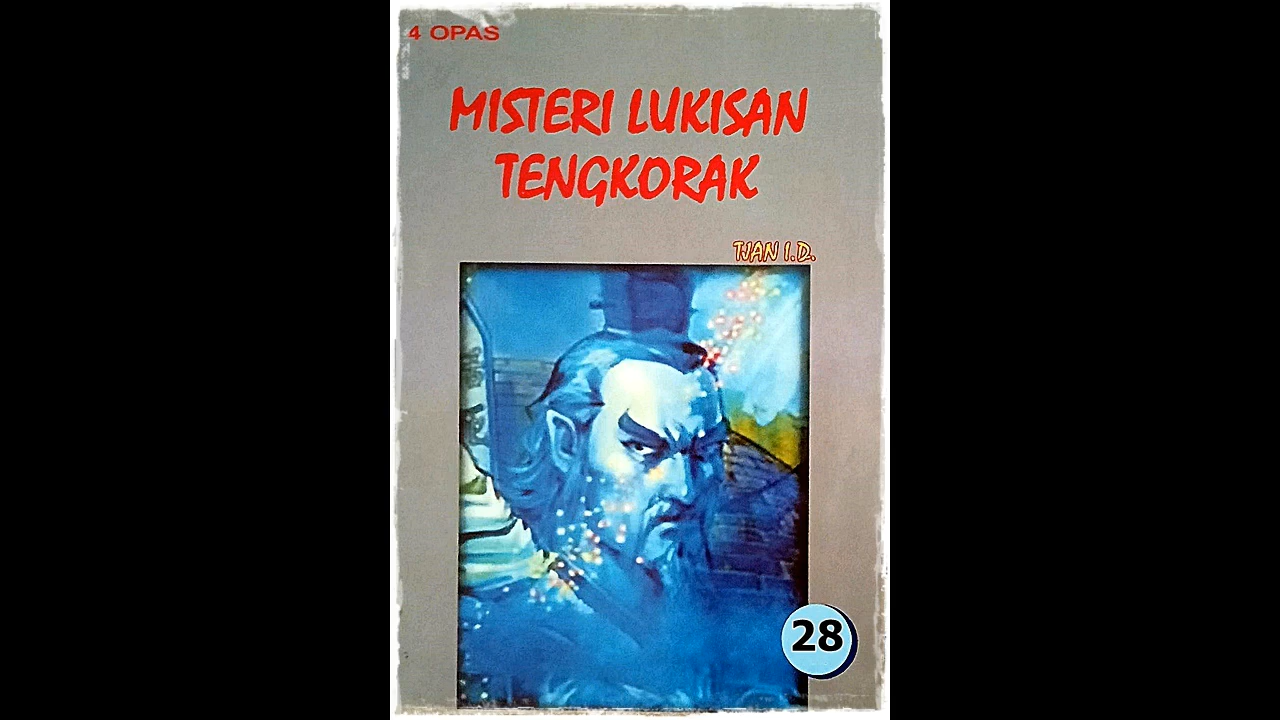 4 OPAS
MISTERI LUKISAN
TENGKORAK
TJAN I.D.
28